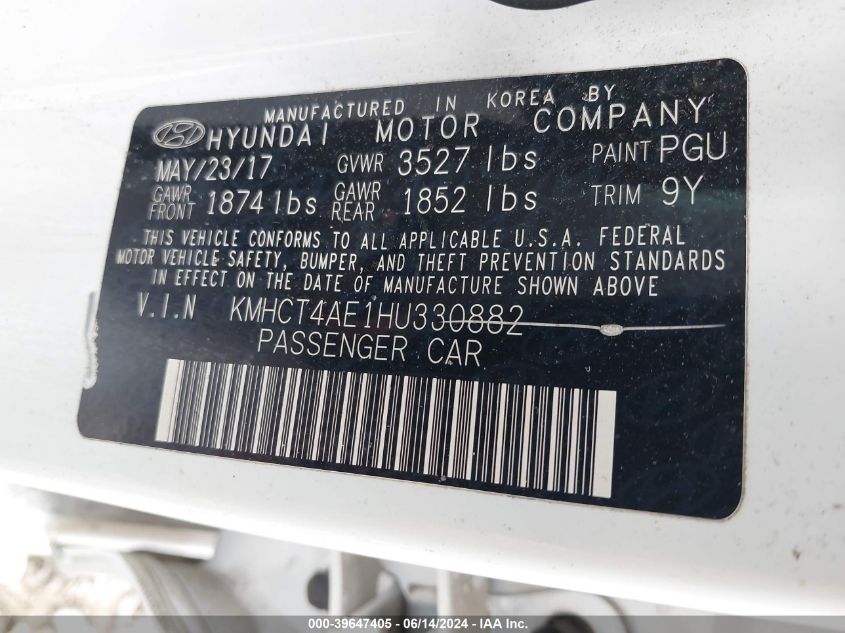 MANUFACTURED IN KOREA BY
HYUNDAI MOTOR COMPANY
MAY/23/17 GVWR 3527 lbs PAINT PGU
GAWR FRONT 1874 lbs GAWR REAR 1852 lbs TRIM 9Y
THIS VEHICLE CONFORMS TO ALL APPLICABLE U.S.A. FEDERAL
MOTOR VEHICLE SAFETY, BUMPER, AND THEFT PREVENTION STANDARDS
IN EFFECT ON THE DATE OF MANUFACTURE SHOWN ABOVE
V.I.N KMHCT4AE1HU330882
PASSENGER CAR
000-39647405 - 06/14/2024 - IAA Inc.